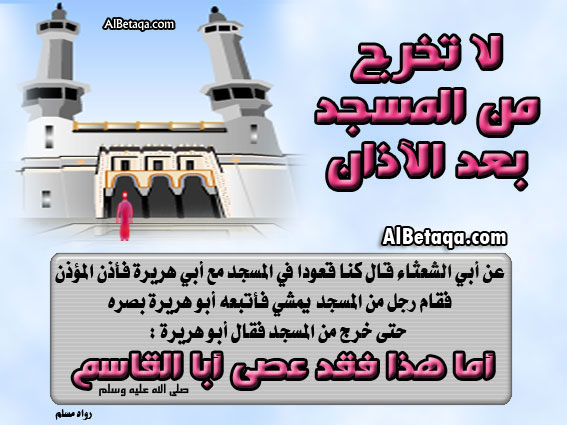 AlBetaqa.com
لا تخرج
من المسجد
بعد الآذان
AlBetaqa.com
عن أبي الشعثاء قال كنا قعودا في المسجد مع أبي هريرة فأذن المؤذن
فقام رجل من المسجد يمشي فأتبعه أبو هريرة بصره
حتى خرج من المسجد فقال أبو هريرة :
أما هذا فقد عصى أبا القاسم
صلى الله عليه وسلم
رواه مسلم